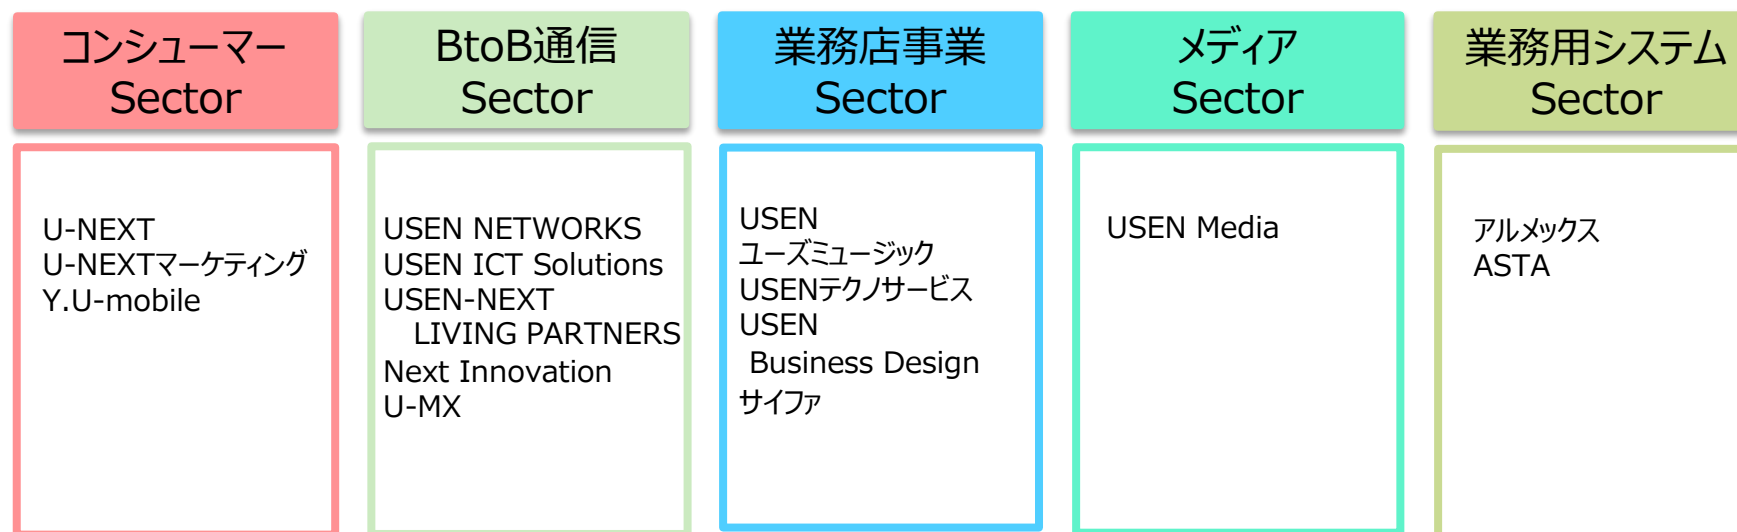 コンシューマー
Sector
BtoB通信
Sector
業務店事業
Sector
メディア
Sector
業務用システム
Sector
U-NEXT
U-NEXTマーケティング
Y.U-mobile
USEN NETWORKS
USEN ICT Solutions
USEN-NEXT
LIVING PARTNERS
Next Innovation
U-MX
USEN
ユーズミュージック
USENテクノサービス
USEN
Business Design
サイファ
USEN Media
アルメックス
ASTA